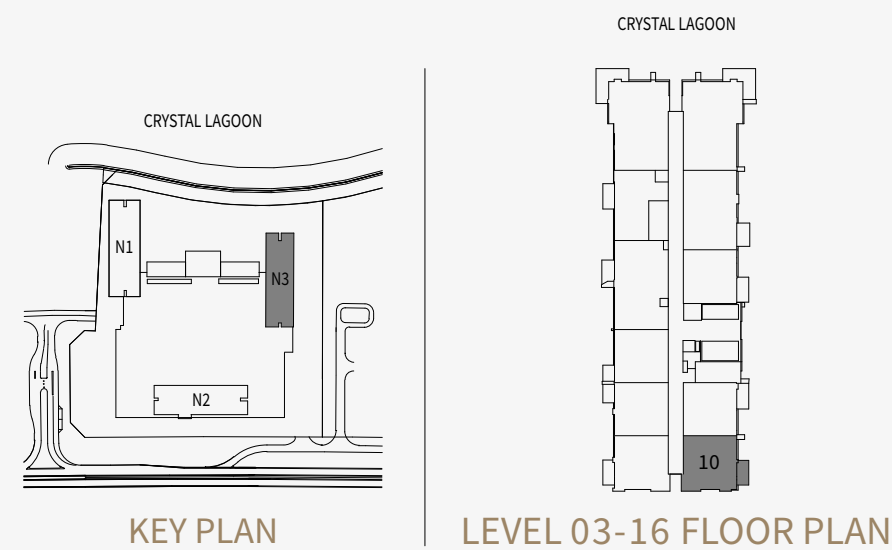 CRYSTAL LAGOON
N1
N3
N2
KEY PLAN
CRYSTAL LAGOON
10
LEVEL 03-16 FLOOR PLAN